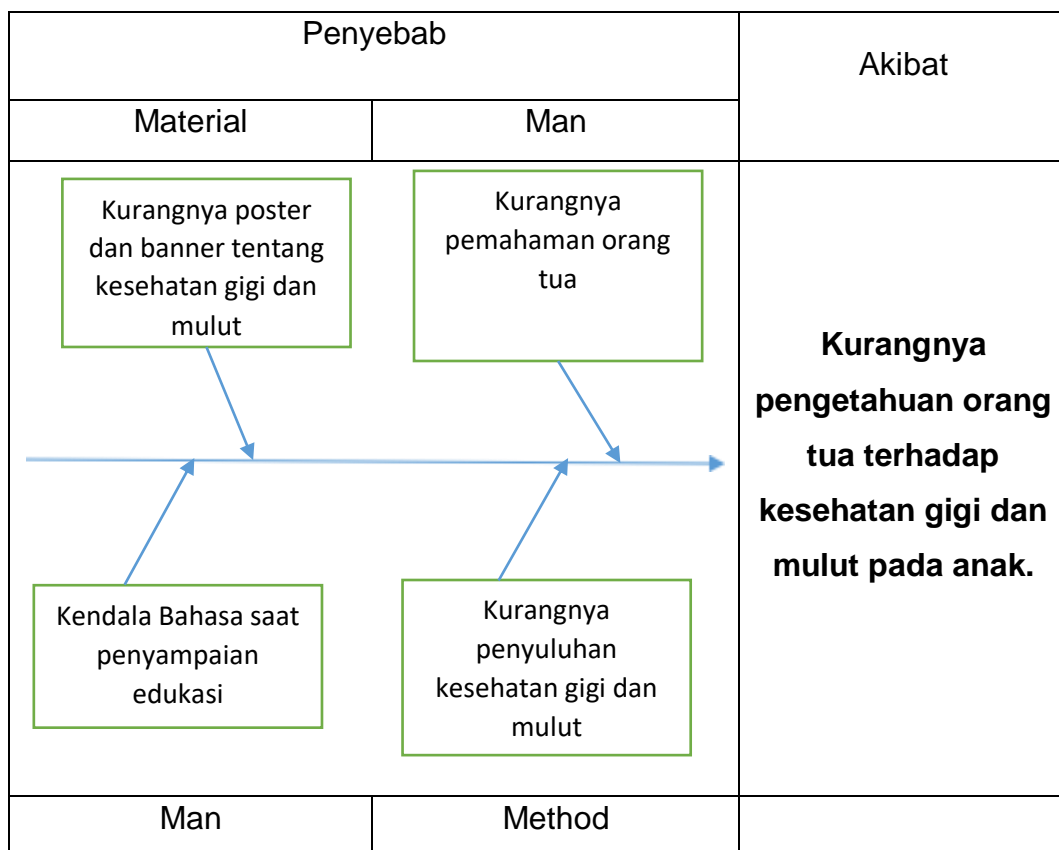 Penyebab
Akibat
Material
Man
Kurangnya poster
dan banner tentang
kesehatan gigi dan
mulut
Kurangnya
pemahaman orang
tua
Kurangnya
pengetahuan orang
tua terhadap
kesehatan gigi dan
mulut pada anak.
Kendala Bahasa saat
penyampaian
edukasi
Kurangnya
penyuluhan
kesehatan gigi dan
mulut
Man
Method